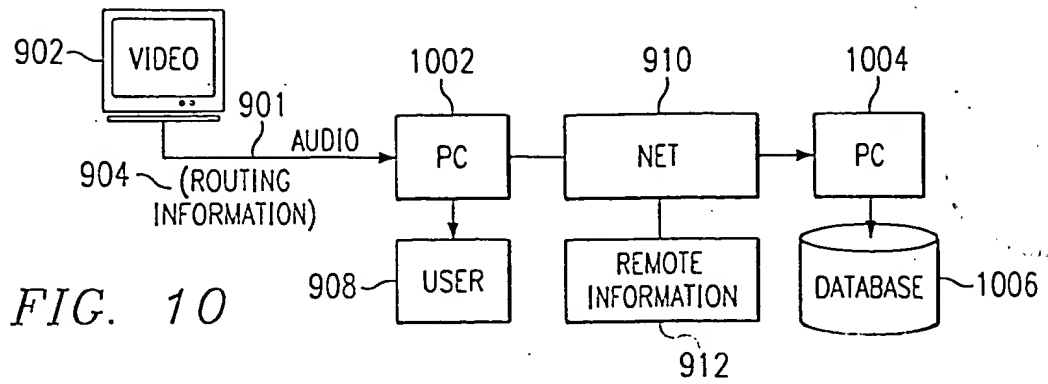 902
VIDEO
901
AUDIO
904
(ROUTING
INFORMATION)
1002
PC
908
USER
910
NET
REMOTE
INFORMATION
912
1004
PC
DATABASE
1006
FIG. 10